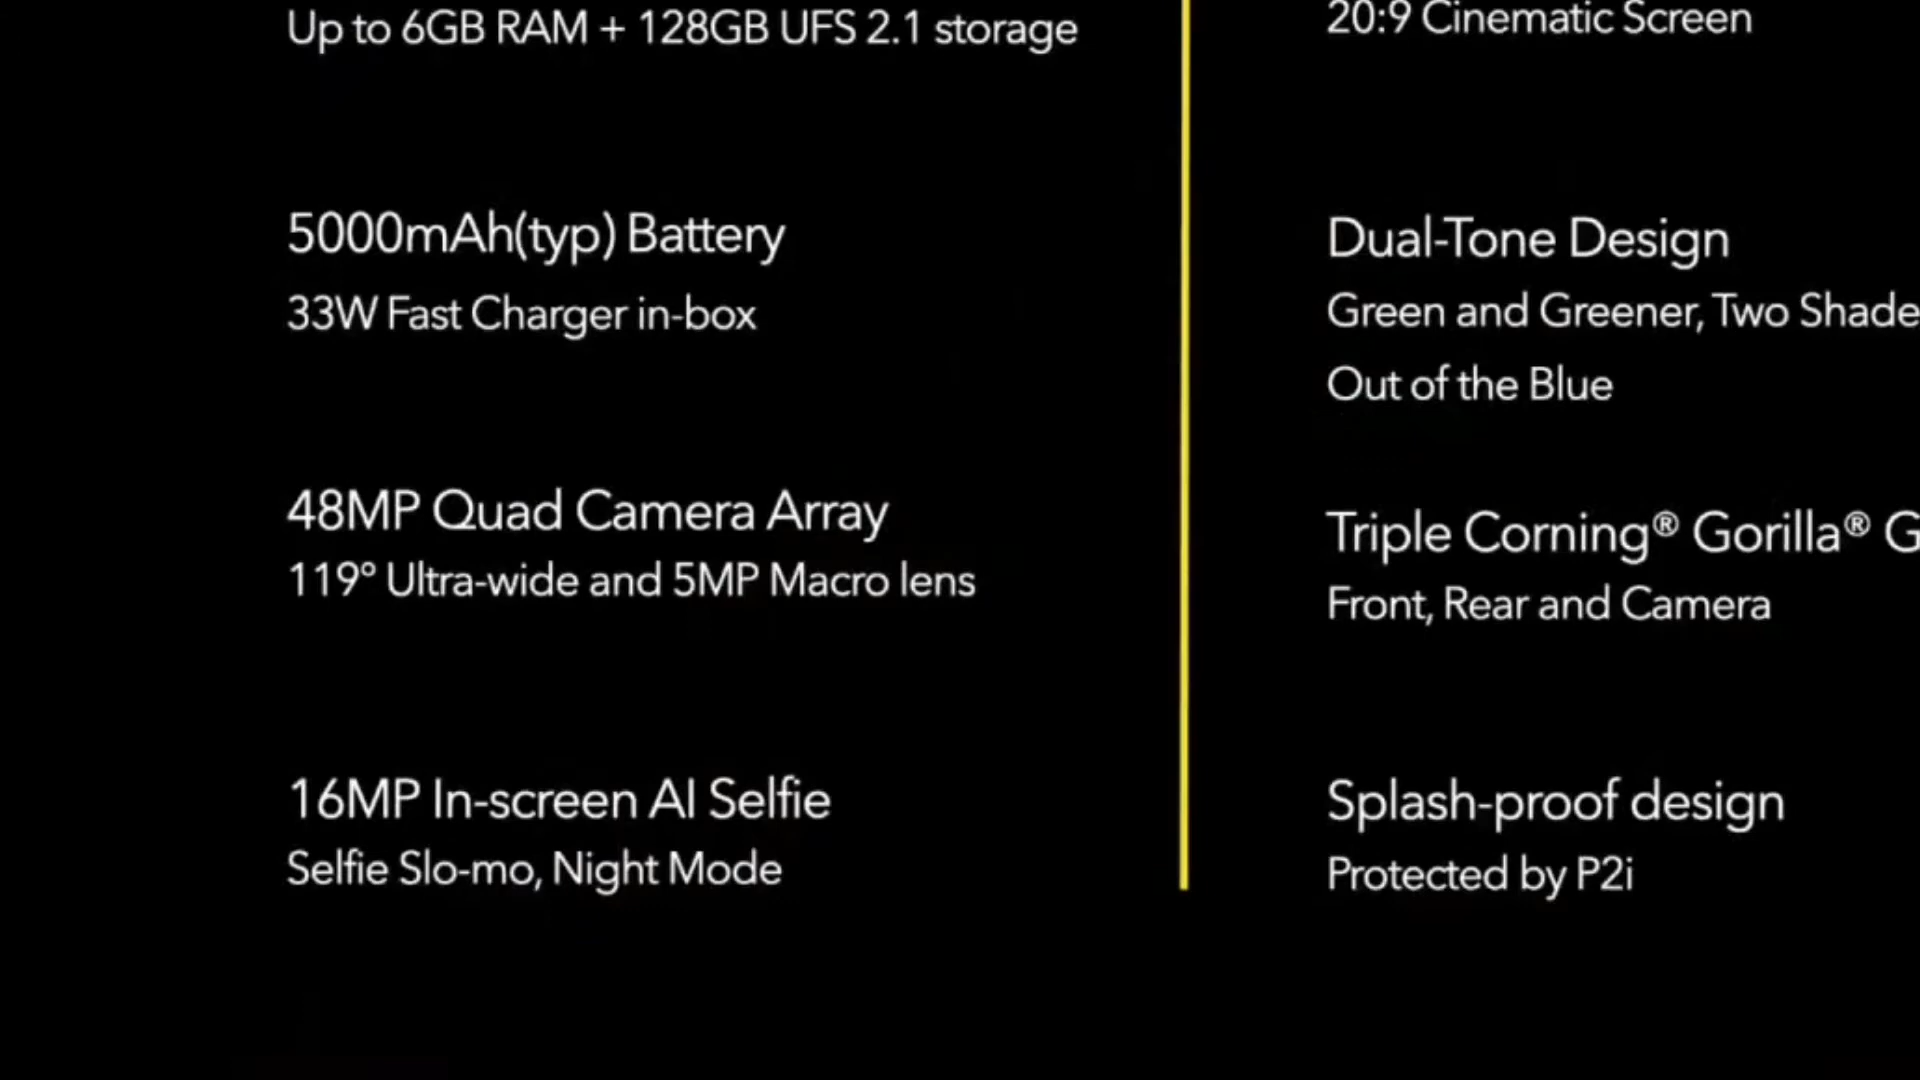 Up to 6GB RAM + 128GB UFS 2.1 storage
5000mAh(typ) Battery
33W Fast Charger in-box
48MP Quad Camera Array
119º Ultra-wide and 5MP Macro lens
16MP In-screen AI Selfie
Selfie Slo-mo, Night Mode
20:9 Cinematic Screen
Dual-Tone Design
Green and Greener, Two Shade
Out of the Blue
Triple Corning® Gorilla® G
Front, Rear and Camera
Splash-proof design
Protected by P2i